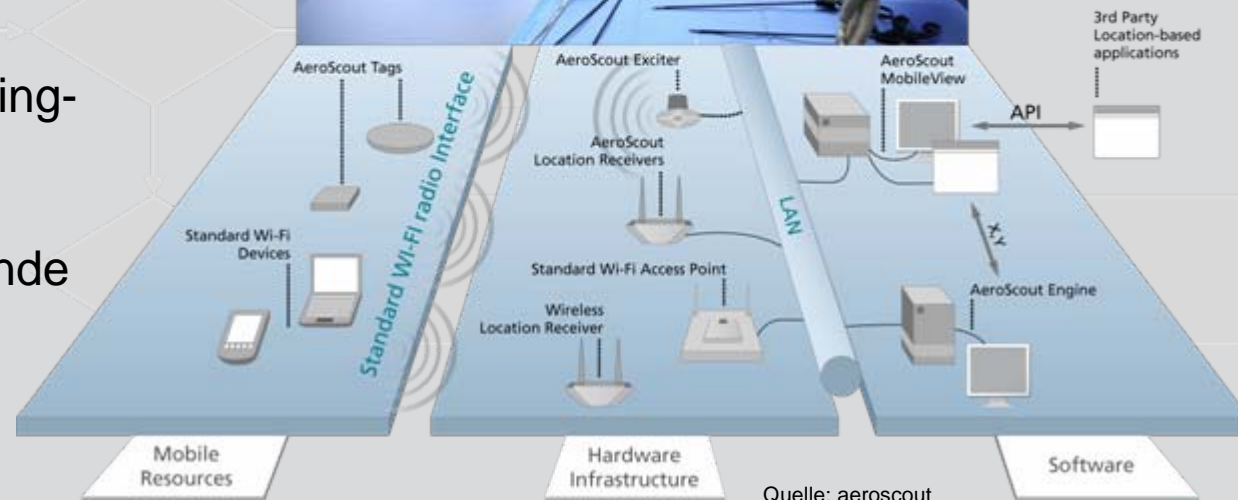 ing-
nde
AeroScout Tags
Standard Wi-Fi
Devices
Standard WI-FI radio Interface
AeroScout Exciter
AeroScout
Location Receivers
Standard Wi-Fi Access Point
Wireless
Location Receiver
LAN
AeroScout
MobileView
API
3rd Party
Location-based
applications
X,Y
AeroScout Engine
Mobile
Resources
Hardware
Infrastructure
Software
Quelle: aeroscout